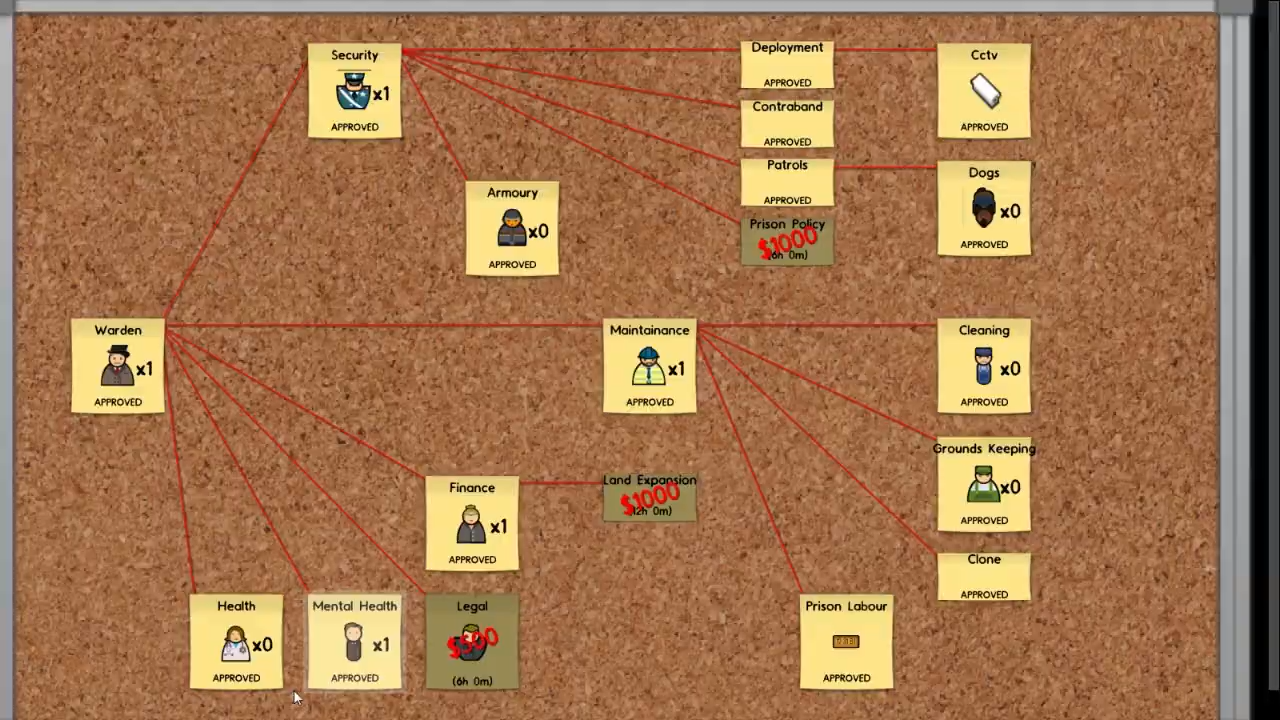 Security
x1
APPROVED
Deployment
APPROVED
Cctv
APPROVED
Contraband
APPROVED
Patrols
APPROVED
Dogs
x0
APPROVED
Armoury
x0
APPROVED
Prison Policy
$1000
(6h 0m)
Warden
x1
APPROVED
Maintainance
x1
APPROVED
Cleaning
x0
APPROVED
Grounds Keeping
x0
APPROVED
Finance
x1
APPROVED
Land Expansion
$1000
(2h 0m)
Clone
APPROVED
Health
x0
APPROVED
Mental Health
x1
APPROVED
Legal
$500
(6h 0m)
Prison Labour
APPROVED